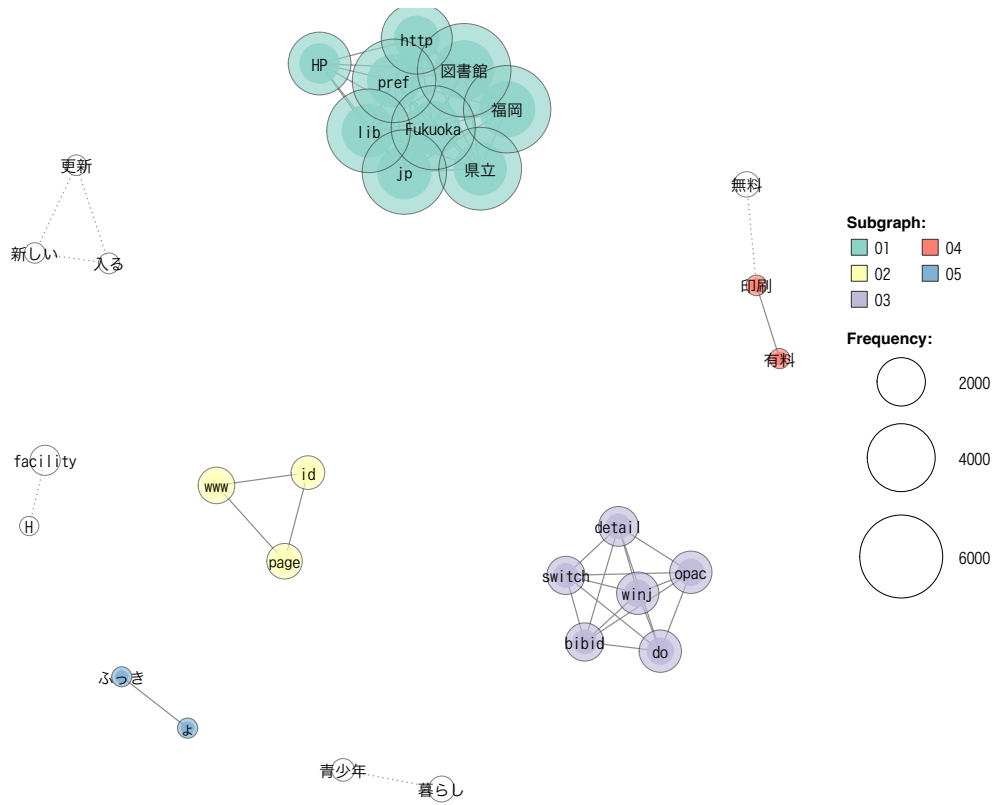 http
HP
図書館
pref
福岡
lib
Fukuoka
jp
県立
更新
新しい
入る
無料
印刷
有料
Subgraph:
01
04
02
05
03
Frequency:
2000
4000
6000
facility
H
www
id
page
detail
switch
opac
winj
bibid
do
ふっき
ょ
青少年
暮らし